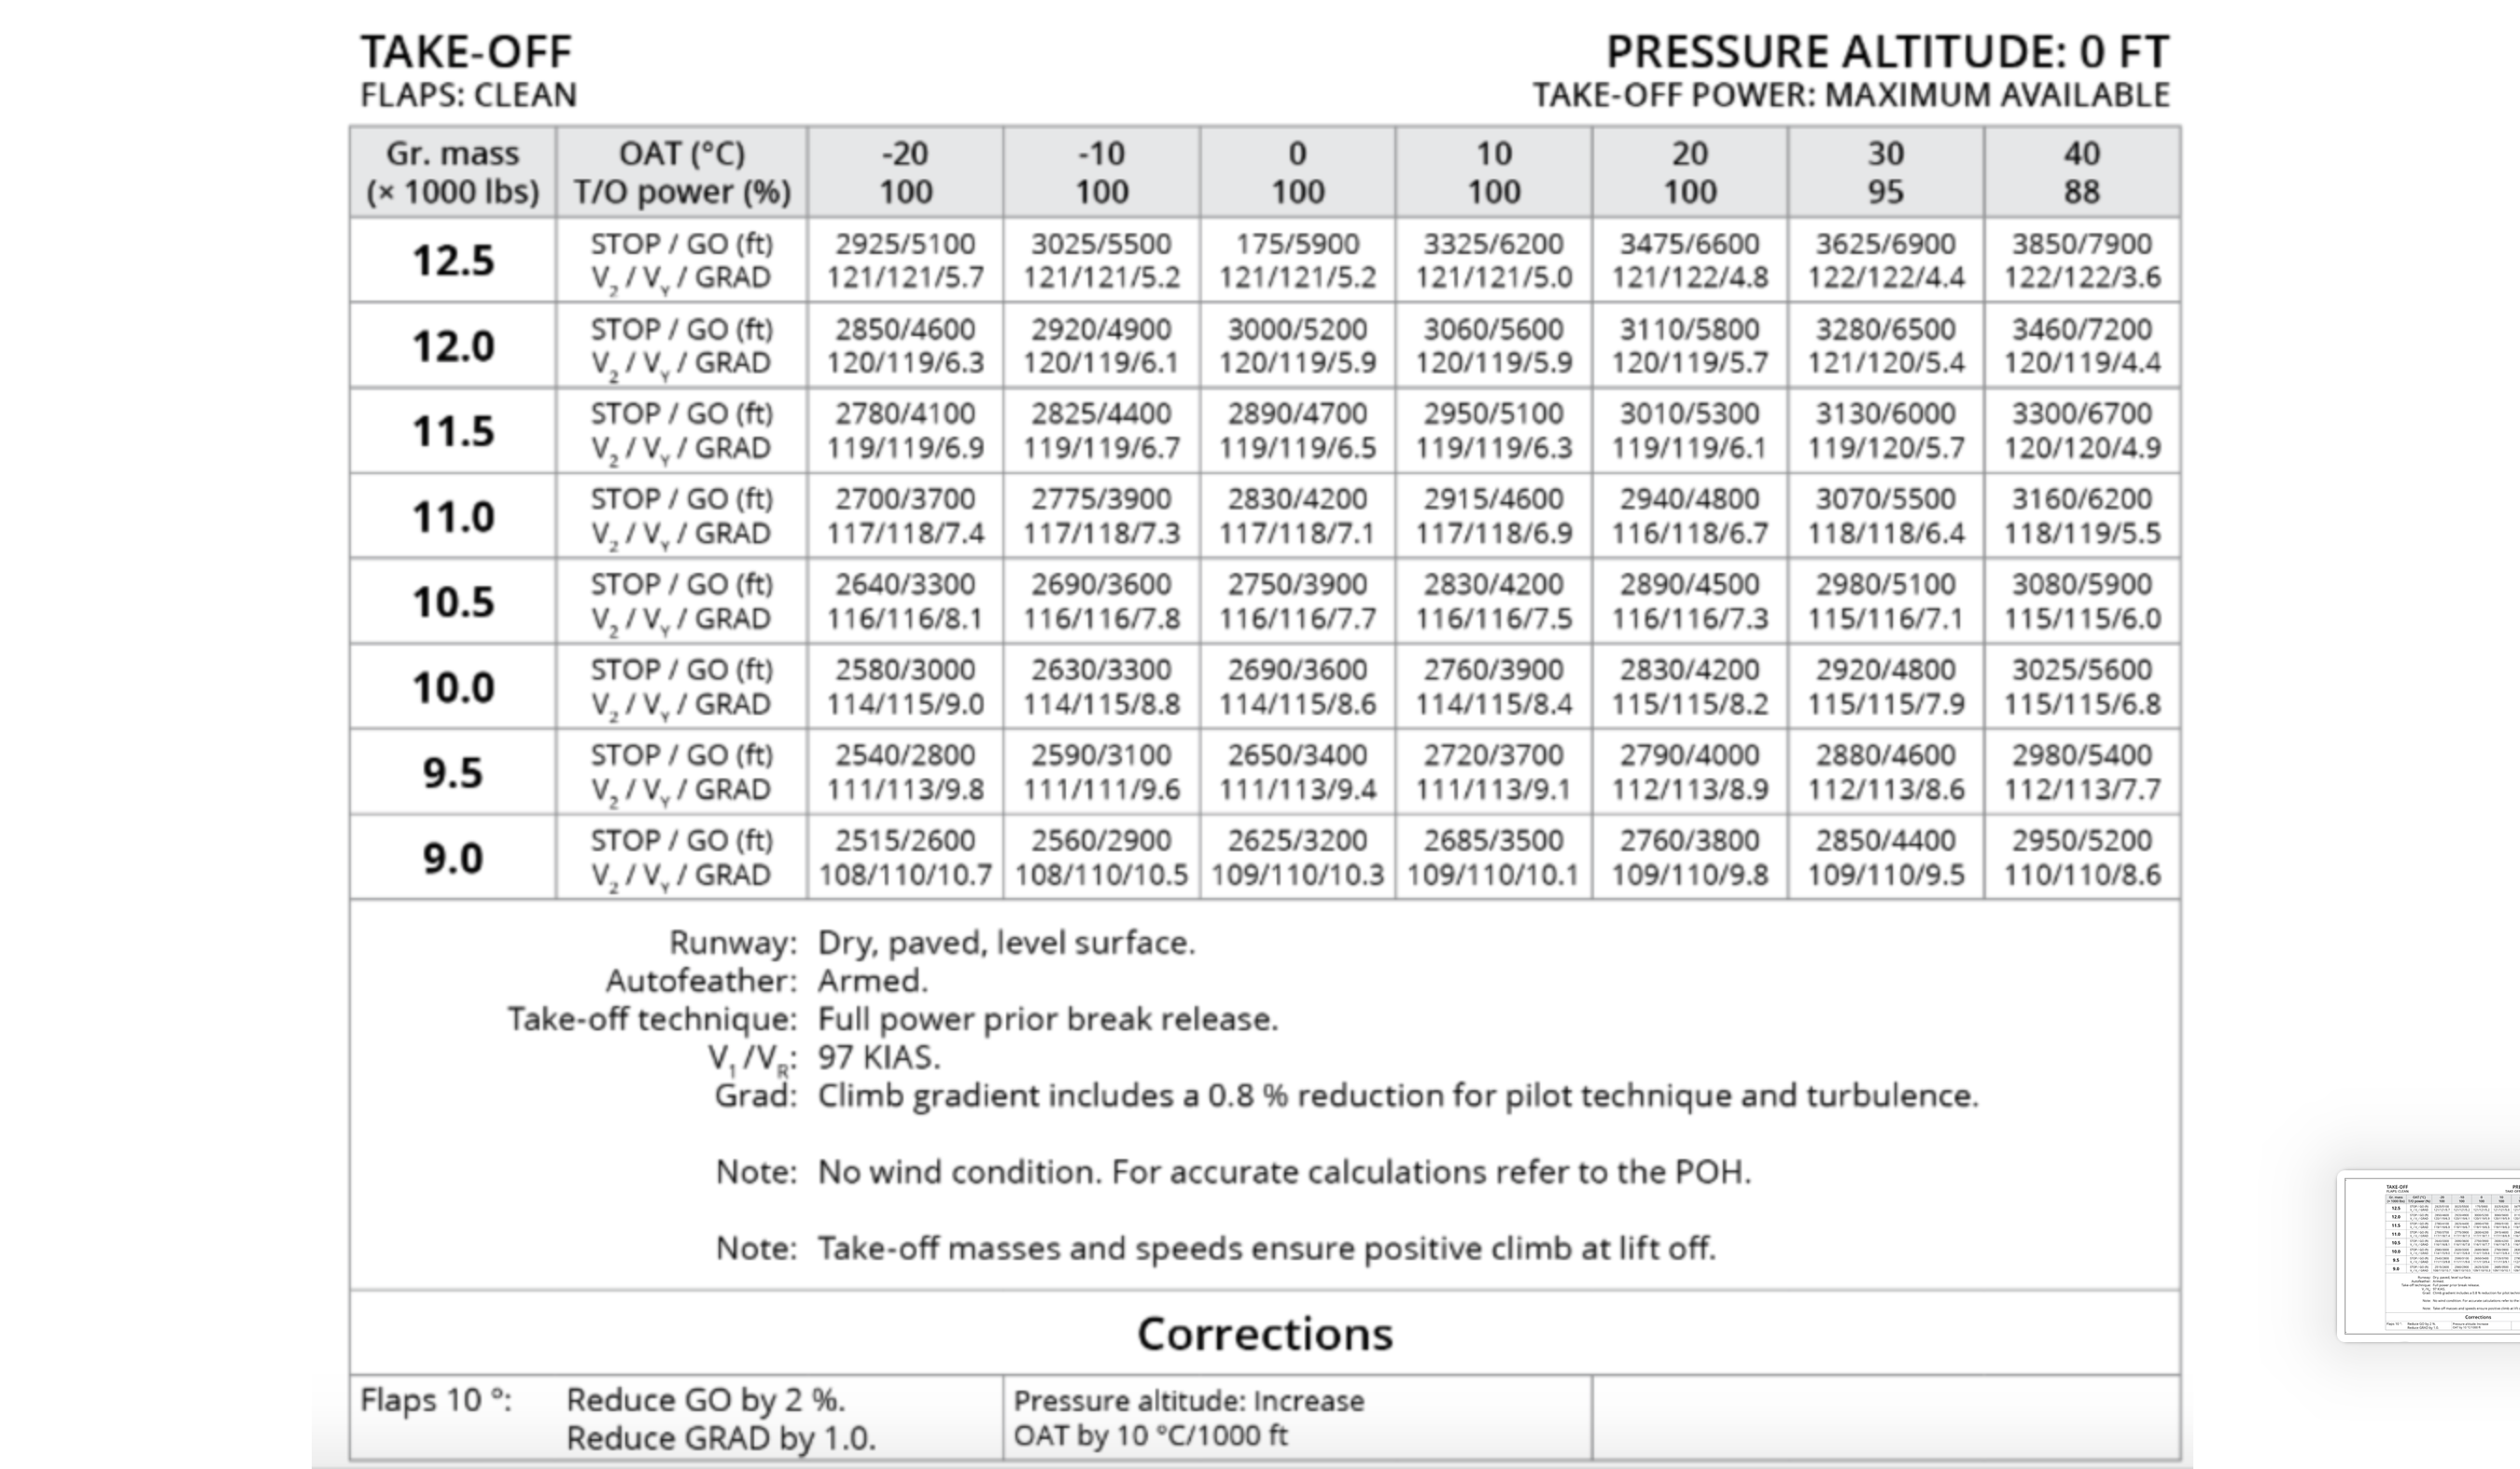 TAKE-OFF
FLAPS: CLEAN
PRESSURE ALTITUDE: 0 FT
TAKE-OFF POWER: MAXIMUM AVAILABLE
Gr. mass OAT (°C) -20 -10 0 10 20 30 40
(× 1000 lbs) T/O power (%) 100 100 100 100 100 95 88
12.5 STOP / GO (ft) 2925/5100 3025/5500 175/5900 3325/6200 3475/6600 3625/6900 3850/7900
V2 / VY / GRAD 121/121/5.7 121/121/5.2 121/121/5.2 121/121/5.0 121/122/4.8 122/122/4.4 122/122/3.6
12.0 STOP / GO (ft) 2850/4600 2920/4900 3000/5200 3060/5600 3110/5800 3280/6500 3460/7200
V2 / VY / GRAD 120/119/6.3 120/119/6.1 120/119/5.9 120/119/5.9 120/119/5.7 121/120/5.4 120/119/4.4
11.5 STOP / GO (ft) 2780/4100 2825/4400 2890/4700 2950/5100 3010/5300 3130/6000 3300/6700
V2 / VY / GRAD 119/119/6.9 119/119/6.7 119/119/6.5 119/119/6.3 119/119/6.1 119/120/5.7 120/120/4.9
11.0 STOP / GO (ft) 2700/3700 2775/3900 2830/4200 2915/4600 2940/4800 3070/5500 3160/6200
V2 / VY / GRAD 117/118/7.4 117/118/7.3 117/118/7.1 117/118/6.9 116/118/6.7 118/118/6.4 118/119/5.5
10.5 STOP / GO (ft) 2640/3300 2690/3600 2750/3900 2830/4200 2890/4500 2980/5100 3080/5900
V2 / VY / GRAD 116/116/8.1 116/116/7.8 116/116/7.7 116/116/7.5 116/116/7.3 115/116/7.1 115/115/6.0
10.0 STOP / GO (ft) 2580/3000 2630/3300 2690/3600 2760/3900 2830/4200 2920/4800 3025/5600
V2 / VY / GRAD 114/115/9.0 114/115/8.8 114/115/8.6 114/115/8.4 115/115/8.2 115/115/7.9 115/115/6.8
9.5 STOP / GO (ft) 2540/2800 2590/3100 2650/3400 2720/3700 2790/4000 2880/4600 2980/5400
V2 / VY / GRAD 111/113/9.8 111/111/9.6 111/113/9.4 111/113/9.1 112/113/8.9 112/113/8.6 112/113/7.7
9.0 STOP / GO (ft) 2515/2600 2560/2900 2625/3200 2685/3500 2760/3800 2850/4400 2950/5200
V2 / VY / GRAD 108/110/10.7 108/110/10.5 109/110/10.3 109/110/10.1 109/110/9.8 109/110/9.5 110/110/8.6
Runway: Dry, paved, level surface.
Autofeather: Armed.
Take-off technique: Full power prior break release.
V1 /VR: 97 KIAS.
Grad: Climb gradient includes a 0.8 % reduction for pilot technique and turbulence.
Note: No wind condition. For accurate calculations refer to the POH.
Note: Take-off masses and speeds ensure positive climb at lift off.
Corrections
Flaps 10 °: Reduce GO by 2 %.
Reduce GRAD by 1.0.
Pressure altitude: Increase
OAT by 10 °C/1000 ft